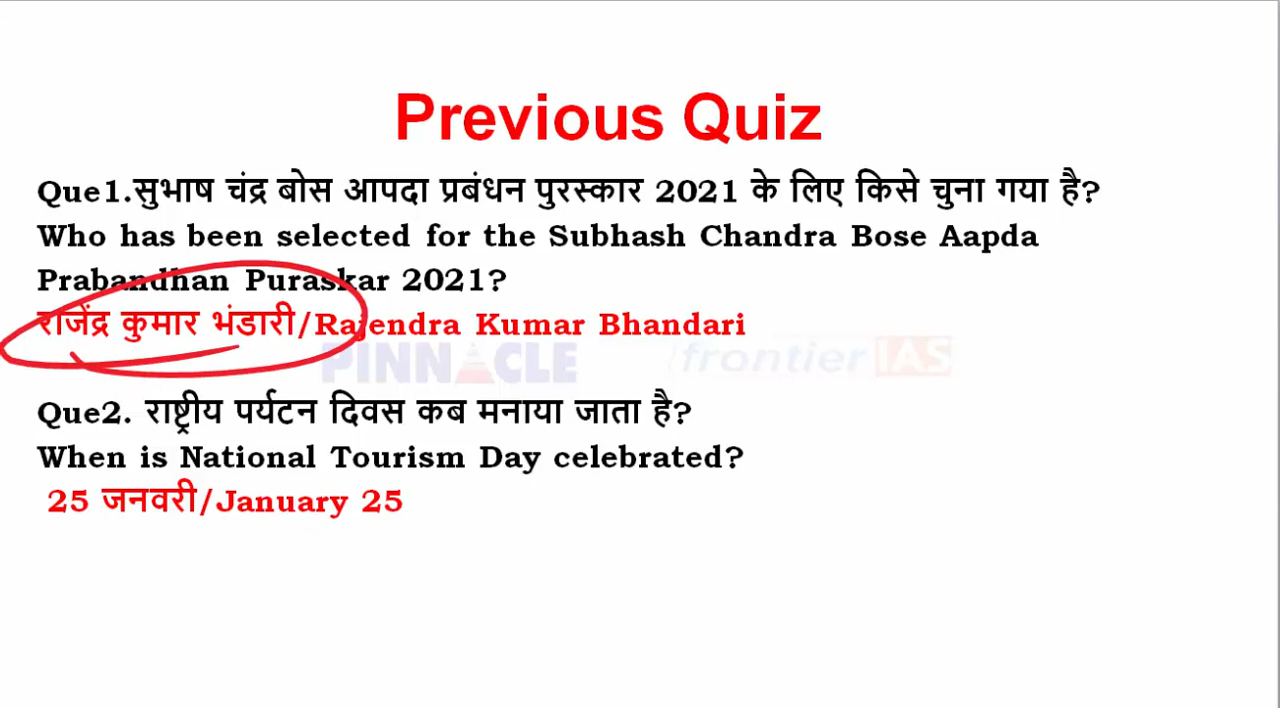 Previous Quiz
Que1.सुभाष चंद्र बोस आपदा प्रबंधन पुरस्कार 2021 के लिए किसे चुना गया है?
Who has been selected for the Subhash Chandra Bose Aapda
Prabandhan Puraskar 2021?
राजेंद्र कुमार भंडारी/Rajendra Kumar Bhandari
PINNACLE frontier IAS
Que2. राष्ट्रीय पर्यटन दिवस कब मनाया जाता है?
When is National Tourism Day celebrated?
25 जनवरी/January 25